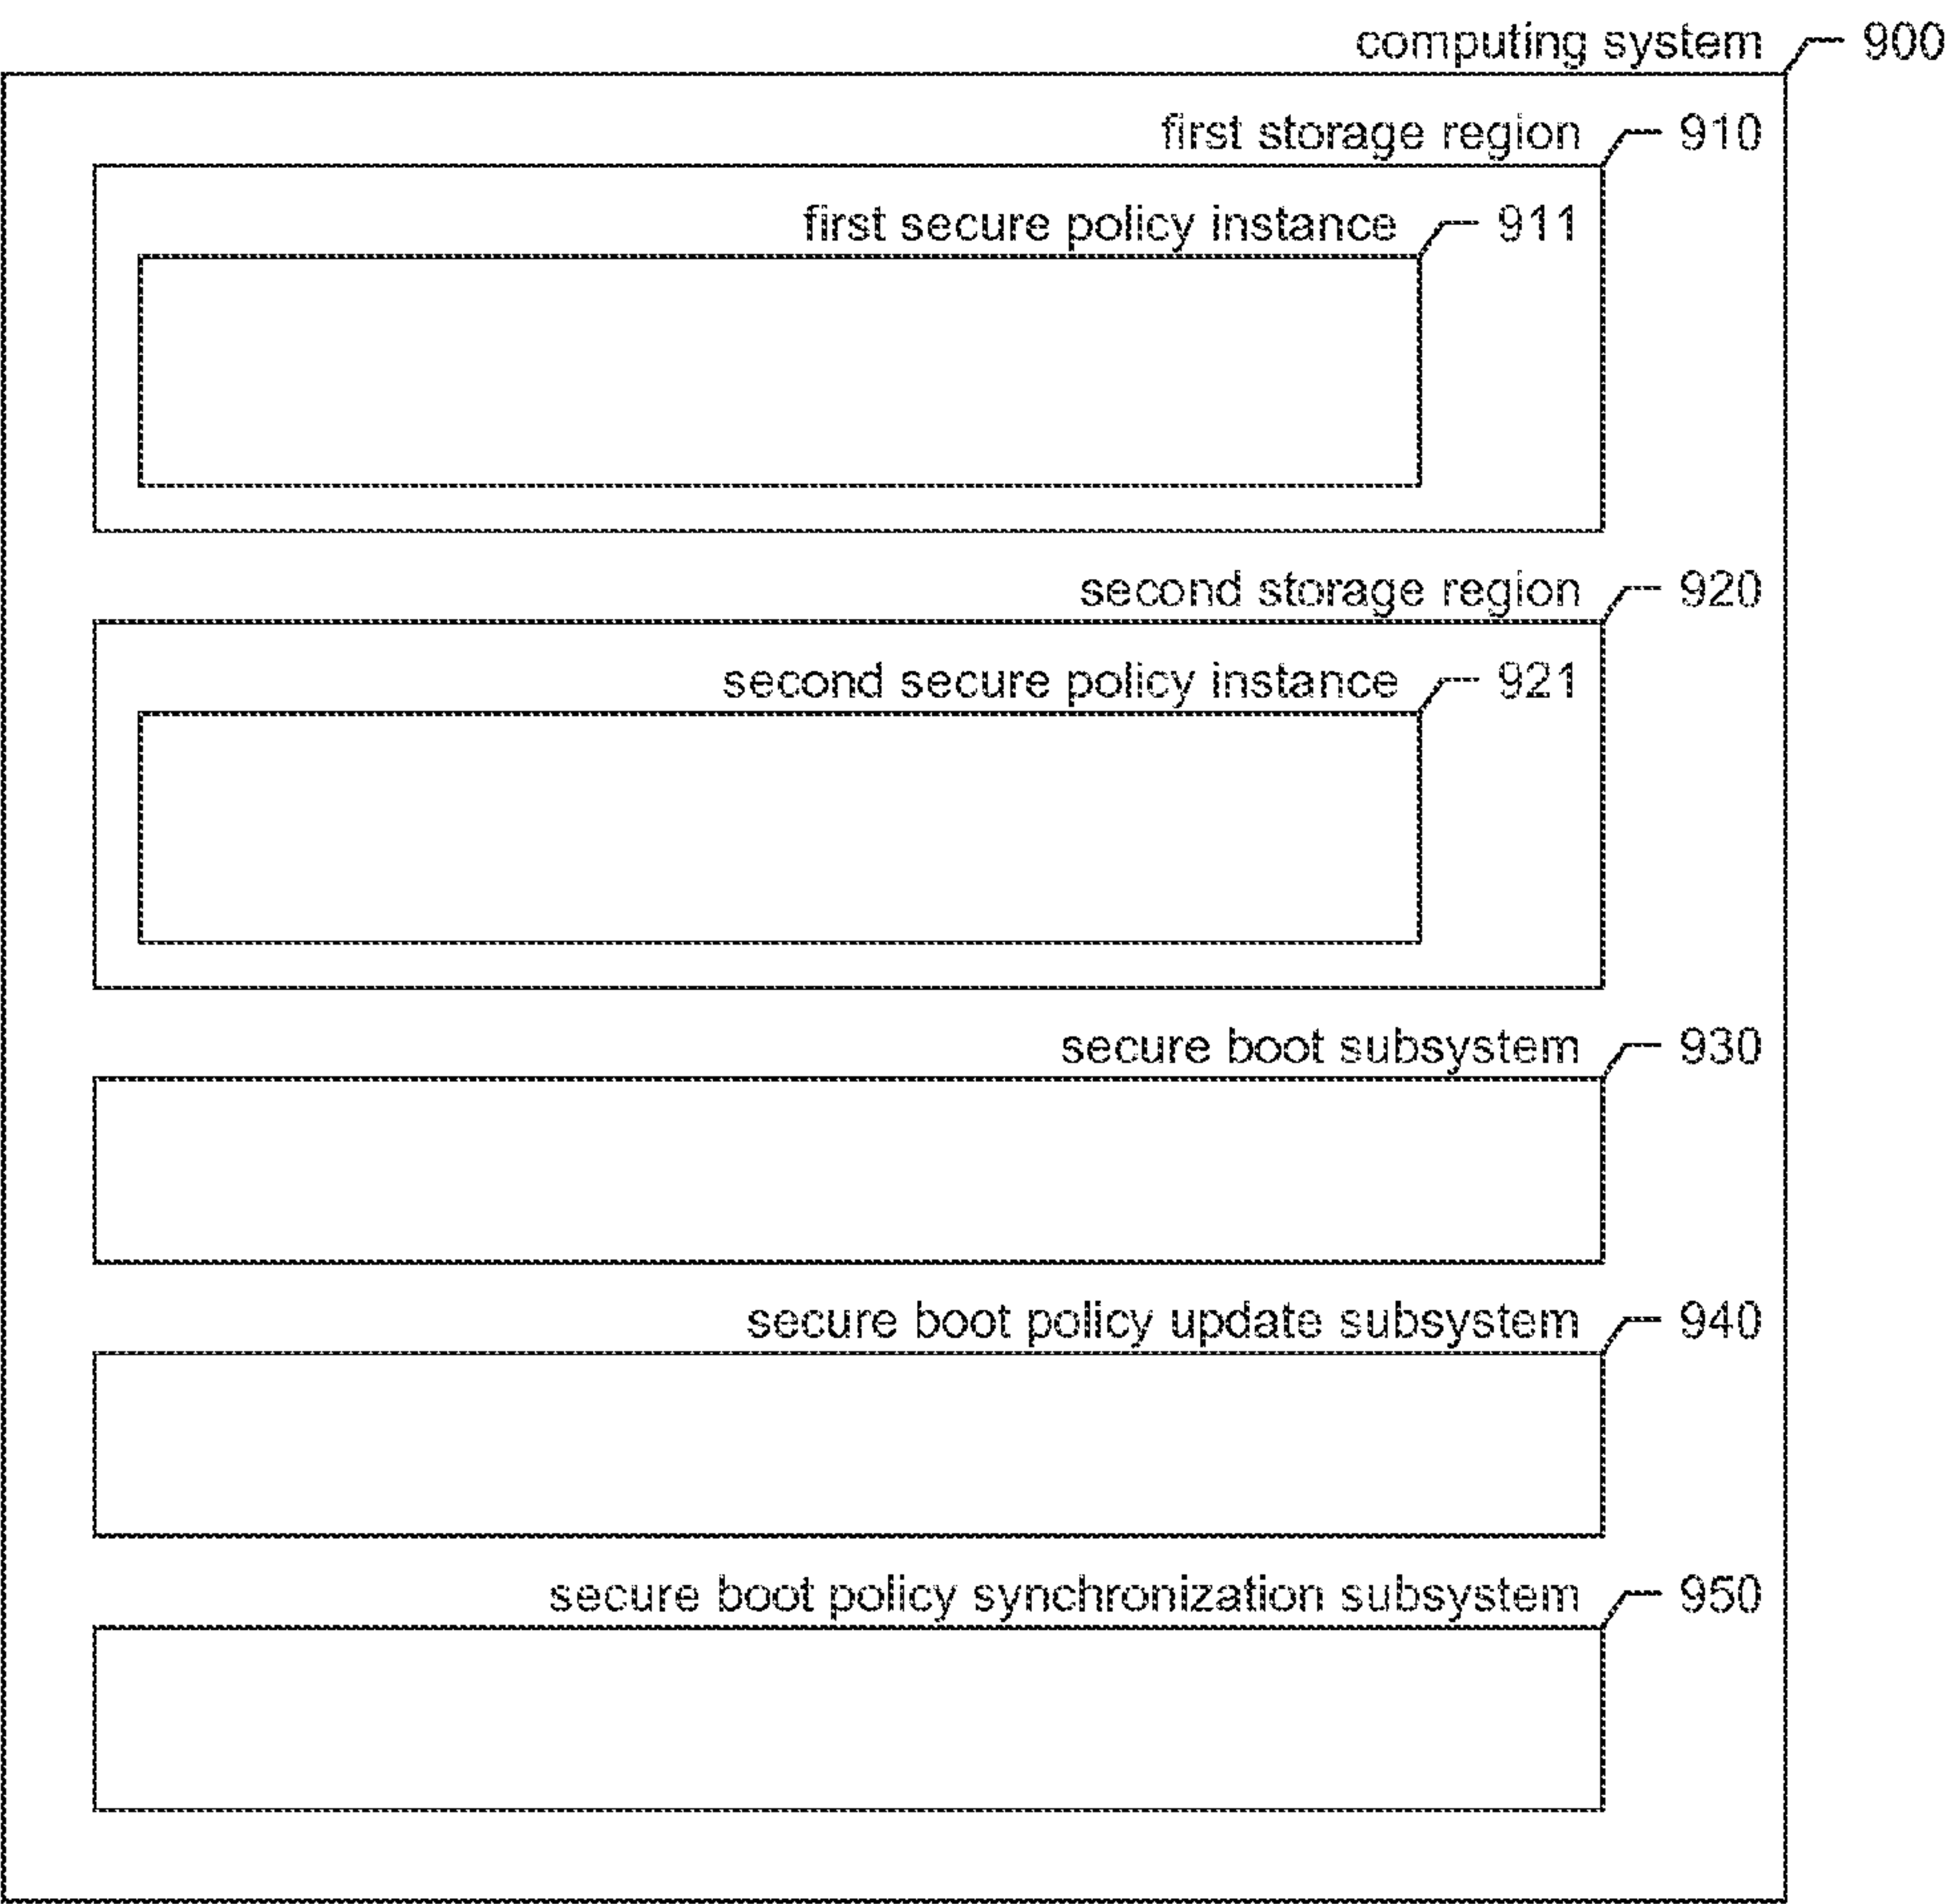 computing system 900
first storage region 910
first secure policy instance 911
second storage region 920
second secure policy instance 921
secure boot subsystem 930
secure boot policy update subsystem 940
secure boot policy synchronization subsystem 950